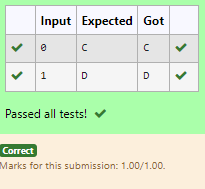 Input Expected Got
0 C C
1 D D
Passed all tests!
Correct
Marks for this submission: 1.00/1.00.